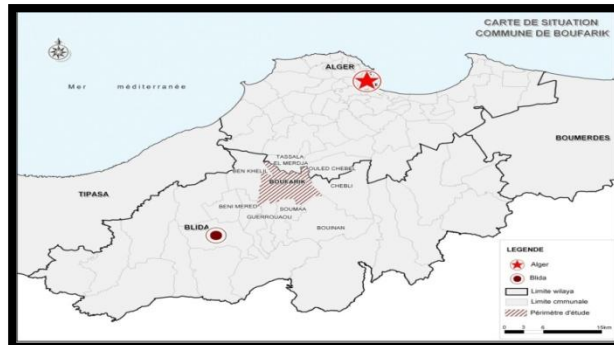 CARTE DE SITUATION
COMMUNE DE BOUFARIK
ALGER
Mer méditerranée
BOUMERDES
TASSALA
EL MERDJA
OULED CHEBEL
BEN KHELIL
BOUFARIK
CHEBLI
TIPASA
BENI MERED
SOUMAA
GUERROUAOU
BLIDA
BOUINAN
LEGENDE
Alger
Blida
Limite wilaya
Limite cmmunale
Périmètre d'étude